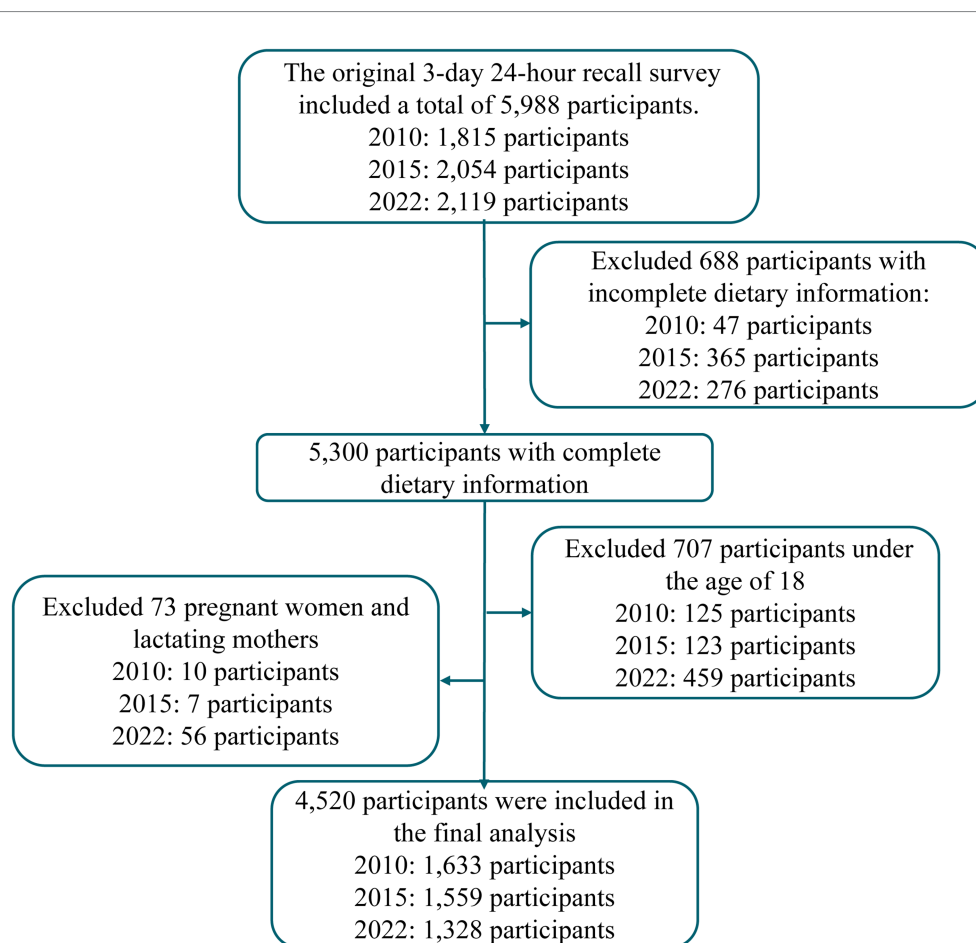 The original 3-day 24-hour recall survey
included a total of 5,988 participants.
2010: 1,815 participants
2015: 2,054 participants
2022: 2,119 participants
Excluded 688 participants with
incomplete dietary information:
2010: 47 participants
2015: 365 participants
2022: 276 participants
5,300 participants with complete
dietary information
Excluded 707 participants under
the age of 18
2010: 125 participants
2015: 123 participants
2022: 459 participants
Excluded 73 pregnant women and
lactating mothers
2010: 10 participants
2015: 7 participants
2022: 56 participants
4,520 participants were included in
the final analysis
2010: 1,633 participants
2015: 1,559 participants
2022: 1,328 participants